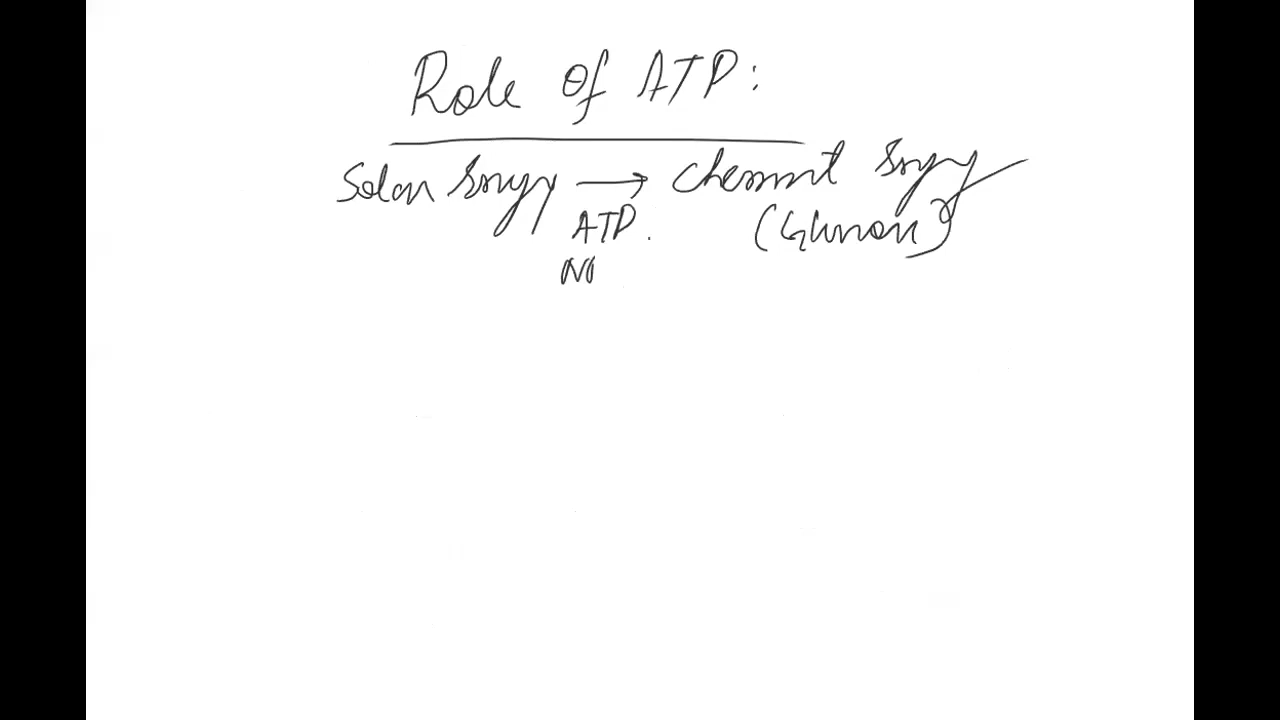 Role of ATP:
Solar Energy → Chemical Energy
ATP. (Glucose)